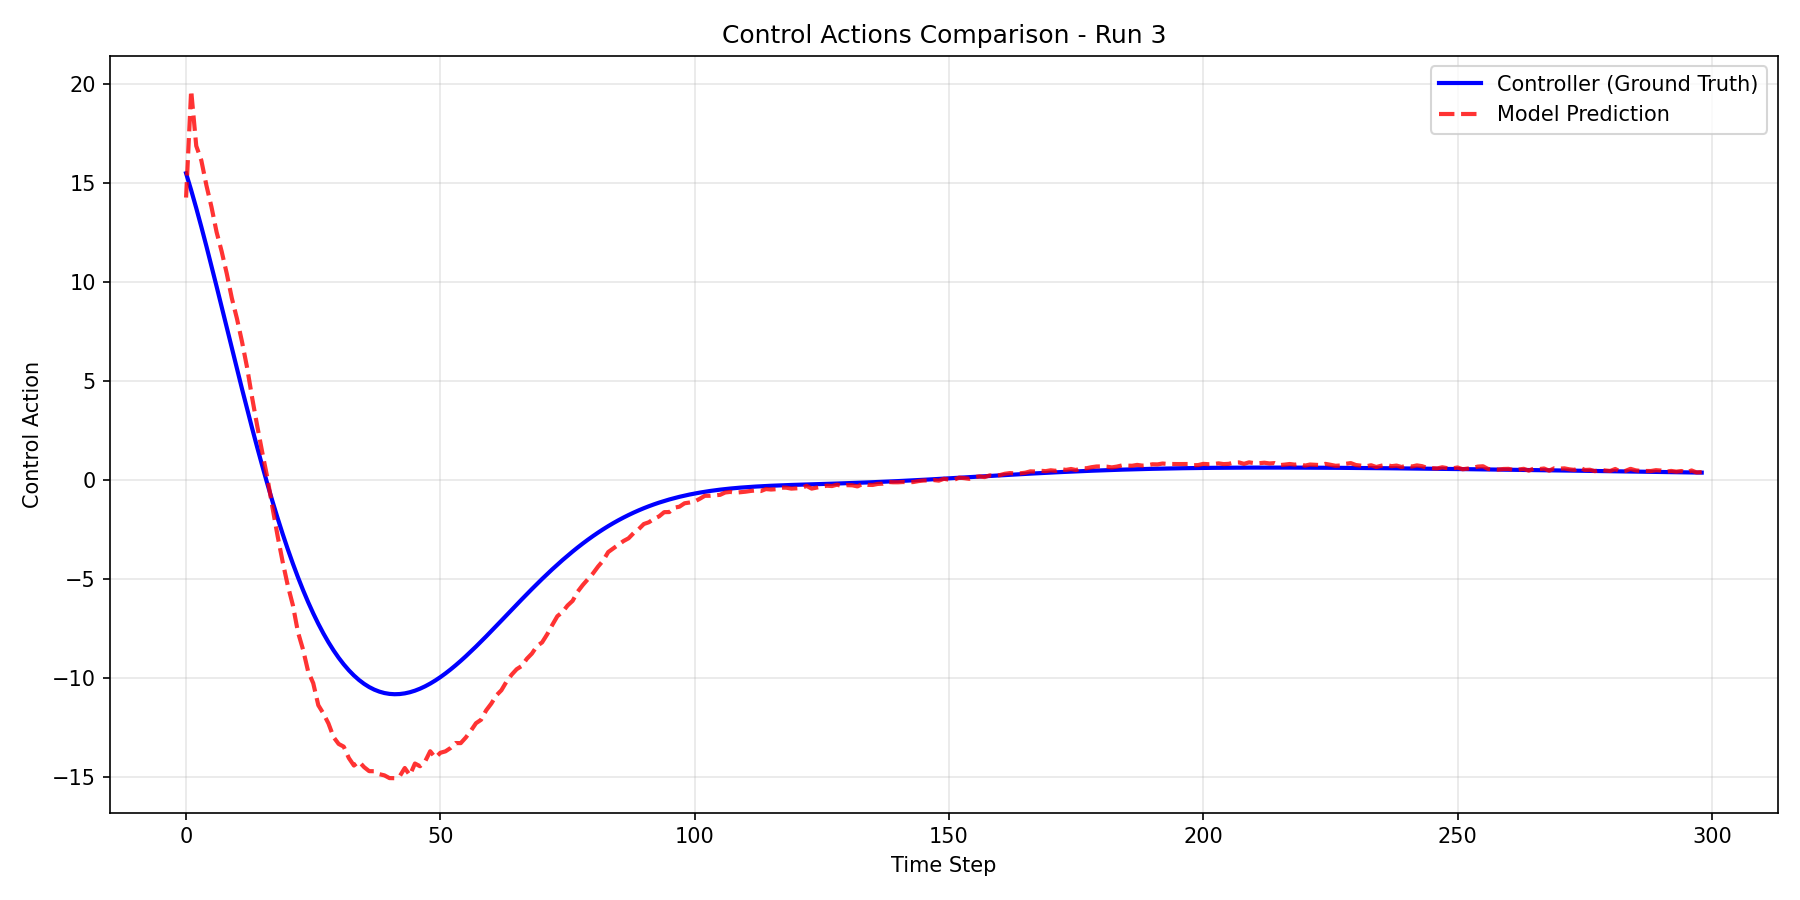 Control Actions Comparison - Run 3
Controller (Ground Truth)
Model Prediction
Control Action
20
15
10
5
0
−5
−10
−15
0 50 100 150 200 250 300
Time Step